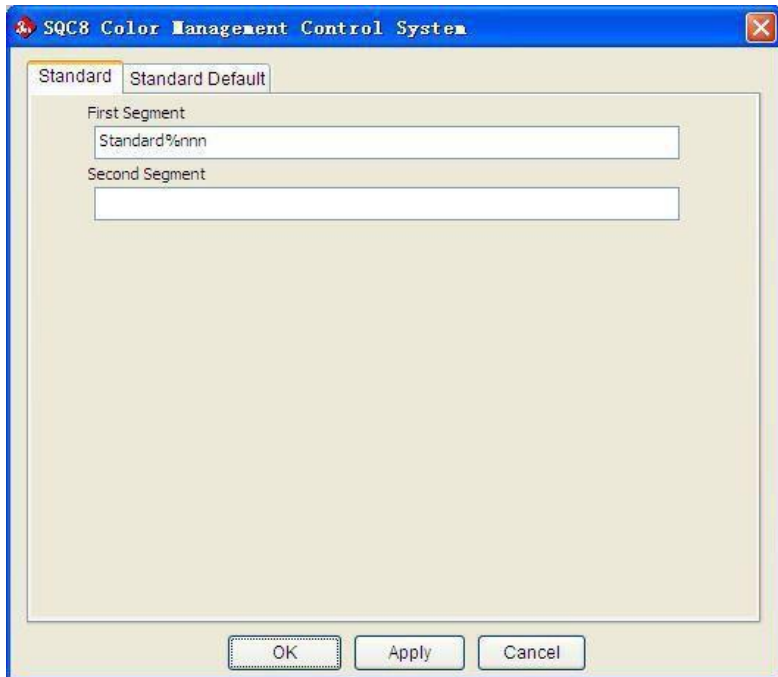 SQC8 Color Management Control System
Standard
Standard Default
First Segment
Standard%nnn
Second Segment
OK
Apply
Cancel